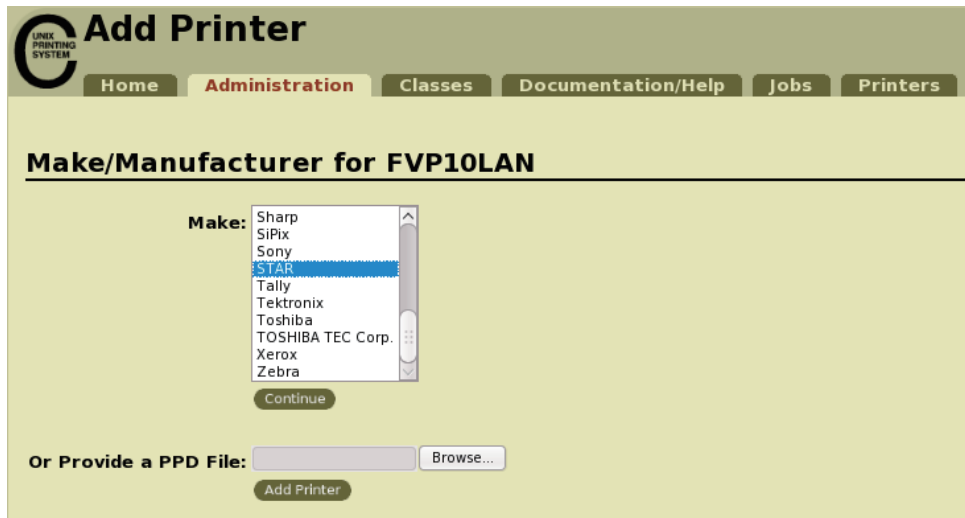 UNIX
PRINTING
SYSTEM
Add Printer
Home Administration Classes Documentation/Help Jobs Printers
Make/Manufacturer for FVP10LAN
Make:
Sharp
SiPix
Sony
STAR
Tally
Tektronix
Toshiba
TOSHIBA TEC Corp.
Xerox
Zebra
Continue
Or Provide a PPD File: Browse...
Add Printer